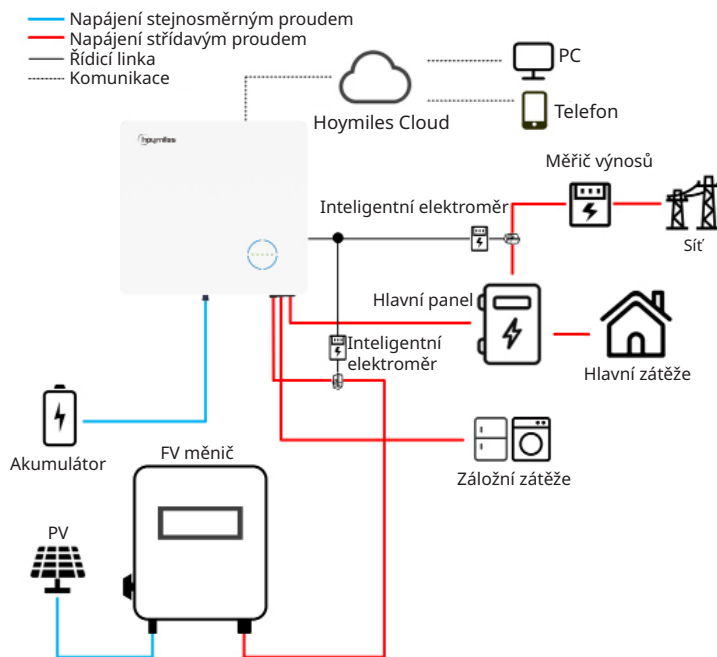 Napájení stejnosměrným proudem
Napájení střídavým proudem
Řídicí linka
Komunikace
PC
Hoymiles Cloud
Telefon
hoymiles
Měřič výnosů
Inteligentní elektroměr
Síť
Hlavní panel
Inteligentní
elektroměr
Hlavní zátěže
Akumulátor
FV měnič
Záložní zátěže
PV